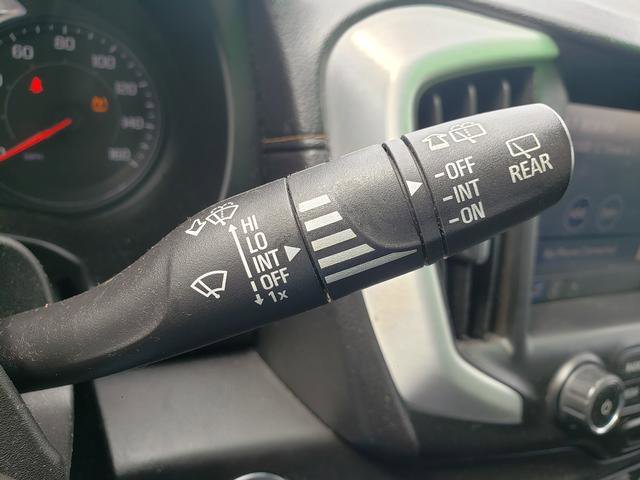 60
80
100
120
140
160
HI
LO
INT
OFF
1x
-OFF
-INT
-ON
REAR